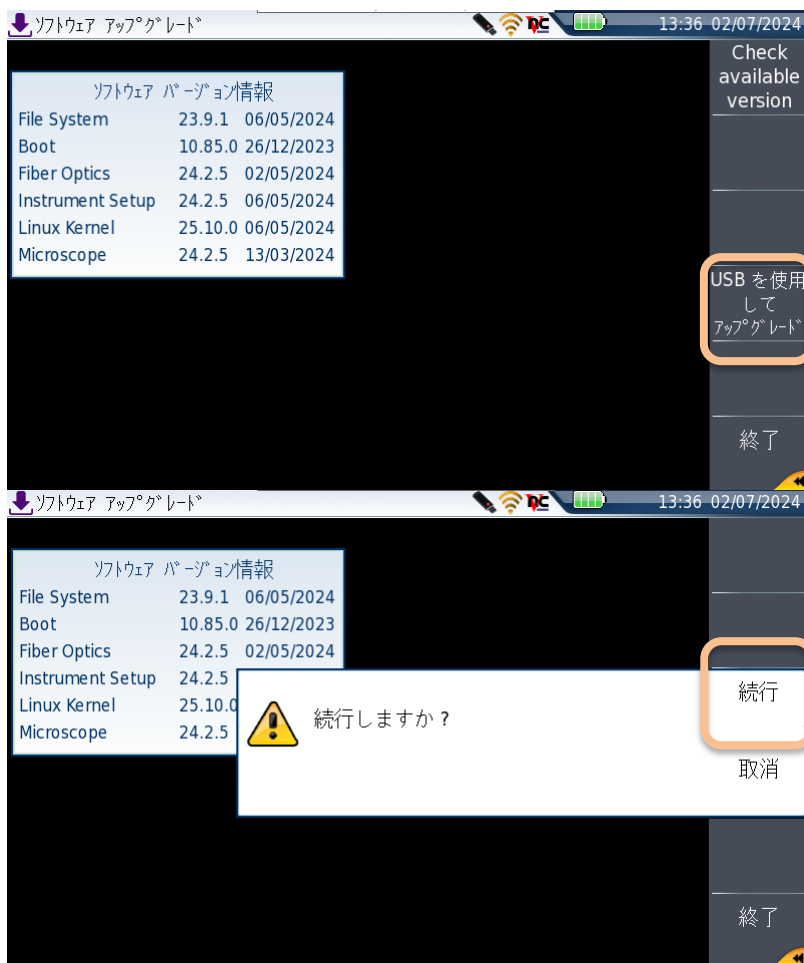 ｿﾌﾄｳｪｱ ｱｯﾌﾟｸﾞﾚｰﾄﾞ
13:36 02/07/2024
Check
available
version
ｿﾌﾄｳｪｱ ﾊﾞｰｼﾞｮﾝ情報
File System 23.9.1 06/05/2024
Boot 10.85.0 26/12/2023
Fiber Optics 24.2.5 02/05/2024
Instrument Setup 24.2.5 06/05/2024
Linux Kernel 25.10.0 06/05/2024
Microscope 24.2.5 13/03/2024
USB を使用
して
ｱｯﾌﾟｸﾞﾚｰﾄﾞ
終了
ｿﾌﾄｳｪｱ ｱｯﾌﾟｸﾞﾚｰﾄﾞ
13:36 02/07/2024
ｿﾌﾄｳｪｱ ﾊﾞｰｼﾞｮﾝ情報
File System 23.9.1 06/05/2024
Boot 10.85.0 26/12/2023
Fiber Optics 24.2.5 02/05/2024
Instrument Setup 24.2.5
Linux Kernel 25.10.0
Microscope 24.2.5
続行しますか ?
続行
取消
終了